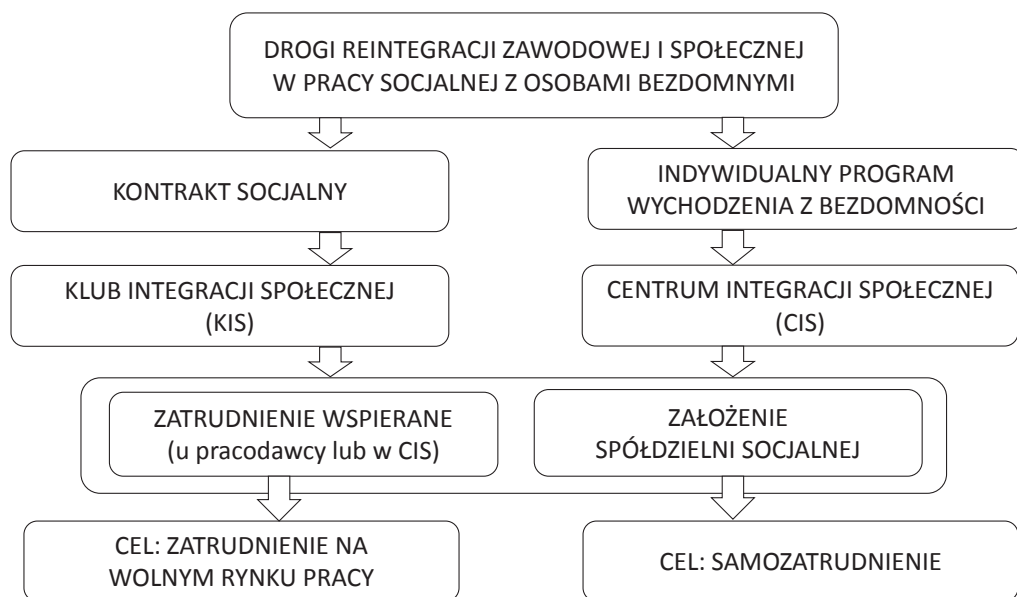 DROGI REINTEGRACJI ZAWODOWEJ I SPOŁECZNEJ
W PRACY SOCJALNEJ Z OSOBAMI BEZDOMNYMI
KONTRAKT SOCJALNY
INDYWIDUALNY PROGRAM
WYCHODZENIA Z BEZDOMNOŚCI
KLUB INTEGRACJI SPOŁECZNEJ
(KIS)
CENTRUM INTEGRACJI SPOŁECZNEJ
(CIS)
ZATRUDNIENIE WSPIERANE
(u pracodawcy lub w CIS)
ZAŁOŻENIE
SPÓŁDZIELNI SOCJALNEJ
CEL: ZATRUDNIENIE NA
WOLNYM RYNKU PRACY
CEL: SAMOZATRUDNIENIE